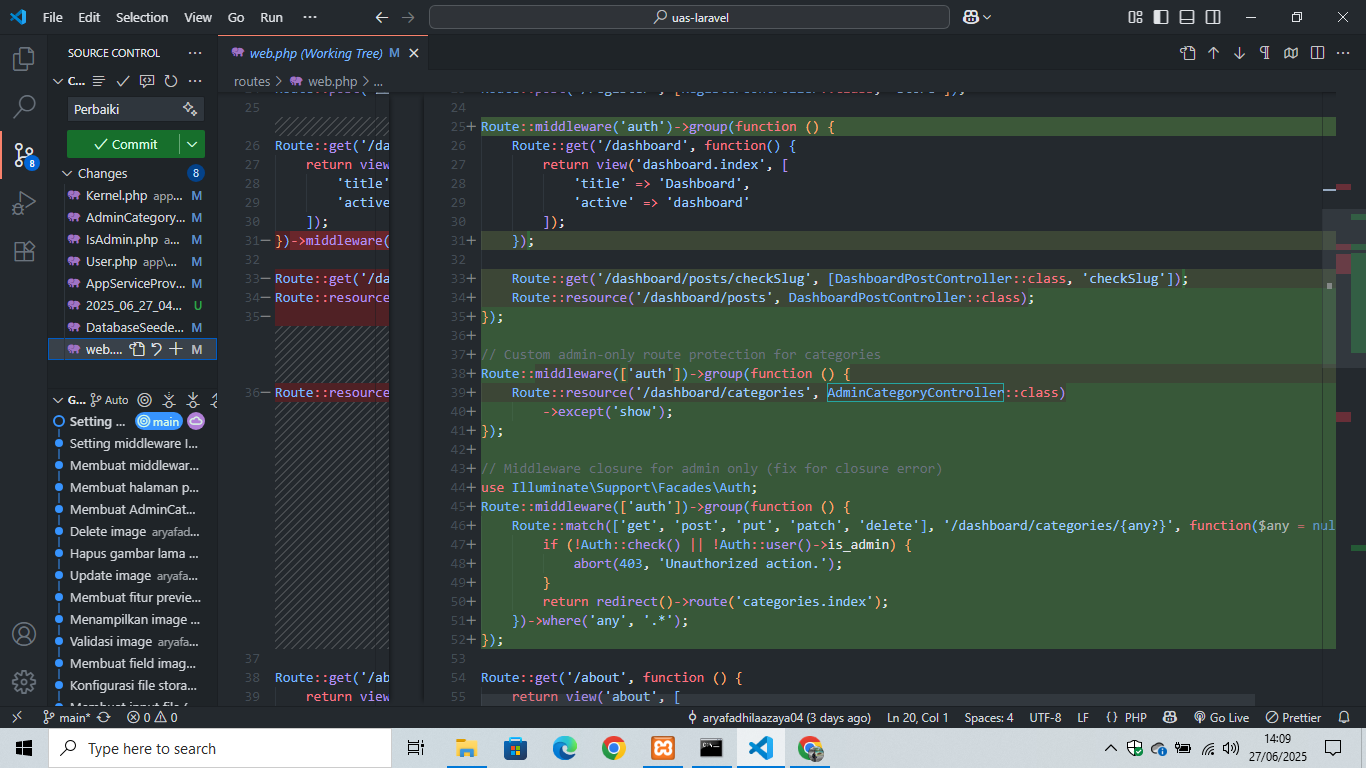 File Edit Selection View Go Run ··· uas-laravel
SOURCE CONTROL ···
C... ···
Perbaiki
Commit
Changes 8
Kernel.php app... M
AdminCategory... M
IsAdmin.php a... M
User.php app\... M
AppServiceProv... M
2025_06_27_04... U
DatabaseSeede... M
web.... M
8
G... Auto
Setting ... main
Setting middleware I...
Membuat middlewar...
Membuat halaman p...
Membuat AdminCat...
Delete image aryafad...
Hapus gambar lama ...
Update image aryafa...
Membuat fitur previe...
Menampilkan image ...
Validasi image aryafa...
Membuat field imag...
Konfigurasi file stora...
web.php (Working Tree) M
routes > web.php > ...
25
26 Route::get('/da
27 return view
28 'title'
29 'active
30 ]);
31− })->middleware(
32
33− Route::get('/da
34− Route::resource
35−
36− Route::resource
37
38 Route::get('/ab
39 return view
24
25+ Route::middleware('auth')->group(function () {
26 Route::get('/dashboard', function() {
27 return view('dashboard.index', [
28 'title' => 'Dashboard',
29 'active' => 'dashboard'
30 ]);
31+ });
32
33+ Route::get('/dashboard/posts/checkSlug', [DashboardPostController::class, 'checkSlug']);
34+ Route::resource('/dashboard/posts', DashboardPostController::class);
35+ });
36+
37+ // Custom admin-only route protection for categories
38+ Route::middleware(['auth'])->group(function () {
39+ Route::resource('/dashboard/categories', AdminCategoryController::class)
40+ ->except('show');
41+ });
42+
43+ // Middleware closure for admin only (fix for closure error)
44+ use Illuminate\Support\Facades\Auth;
45+ Route::middleware(['auth'])->group(function () {
46+ Route::match(['get', 'post', 'put', 'patch', 'delete'], '/dashboard/categories/{any?}', function($any = nul
47+ if (!Auth::check() || !Auth::user()->is_admin) {
48+ abort(403, 'Unauthorized action.');
49+ }
50+ return redirect()->route('categories.index');
51+ })->where('any', '.*');
52+ });
53
54 Route::get('/about', function () {
55 return view('about', [
main* 0 0 aryafadhilaazaya04 (3 days ago) Ln 20, Col 1 Spaces: 4 UTF-8 LF {} PHP Go Live Prettier
Type here to search
14:09
27/06/2025